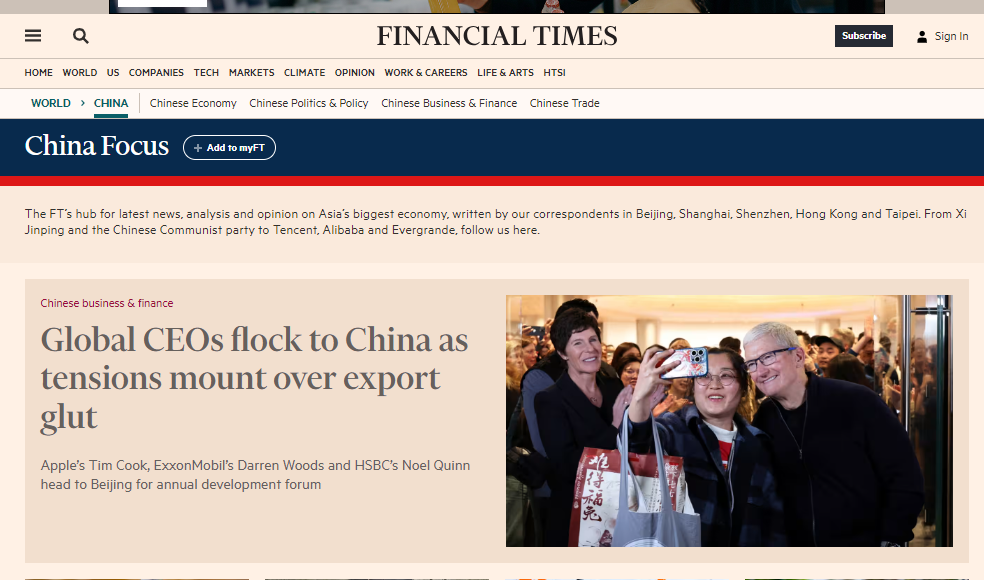 FINANCIAL TIMES
Subscribe
Sign In
HOME WORLD US COMPANIES TECH MARKETS CLIMATE OPINION WORK & CAREERS LIFE & ARTS HTSI
WORLD › CHINA Chinese Economy Chinese Politics & Policy Chinese Business & Finance Chinese Trade
China Focus
+ Add to myFT
The FT's hub for latest news, analysis and opinion on Asia's biggest economy, written by our correspondents in Beijing, Shanghai, Shenzhen, Hong Kong and Taipei. From Xi
Jinping and the Chinese Communist party to Tencent, Alibaba and Evergrande, follow us here.
Chinese business & finance
Global CEOs flock to China as
tensions mount over export
glut
Apple's Tim Cook, ExxonMobil's Darren Woods and HSBC's Noel Quinn
head to Beijing for annual development forum
難得福兔